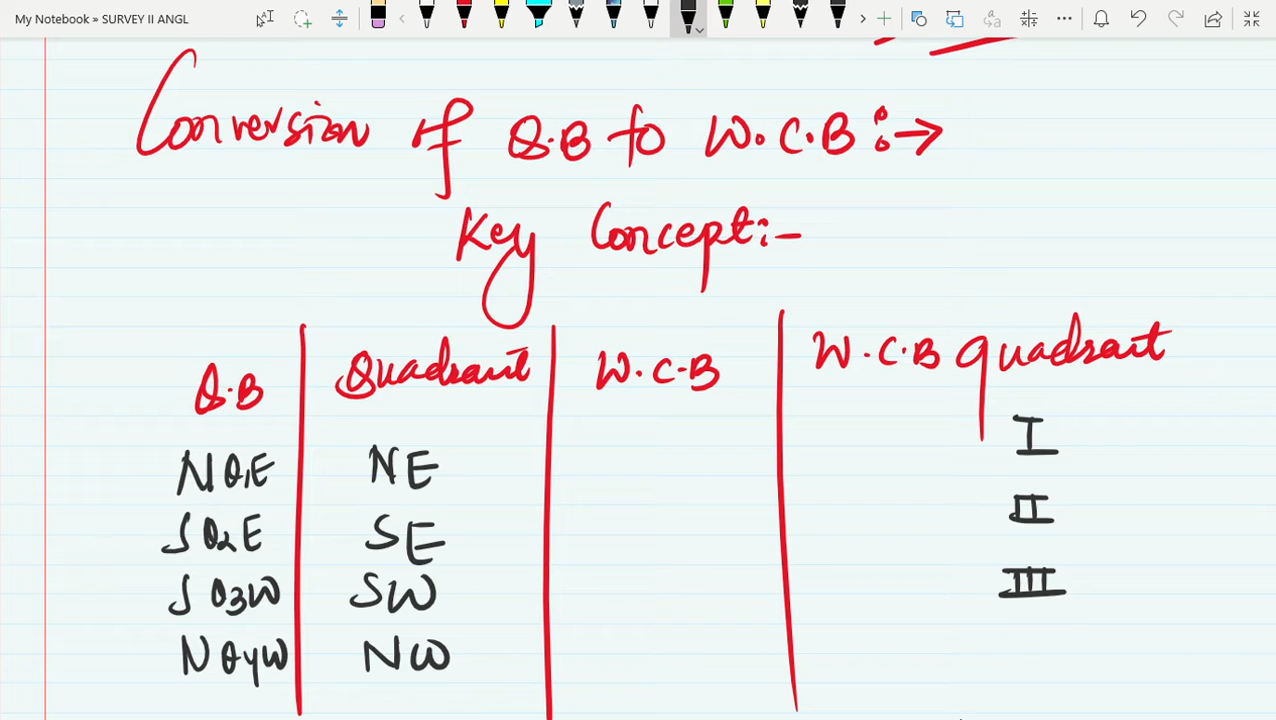 My Notebook » SURVEY II ANGL
Conversion of Q.B to W.C.B :→
Key Concept:-
Q.B Quadrant W.C.B W.C.B quadrant
Nθ1E NE I
Sθ2E SE II
Sθ3W SW III
Nθ4W NW